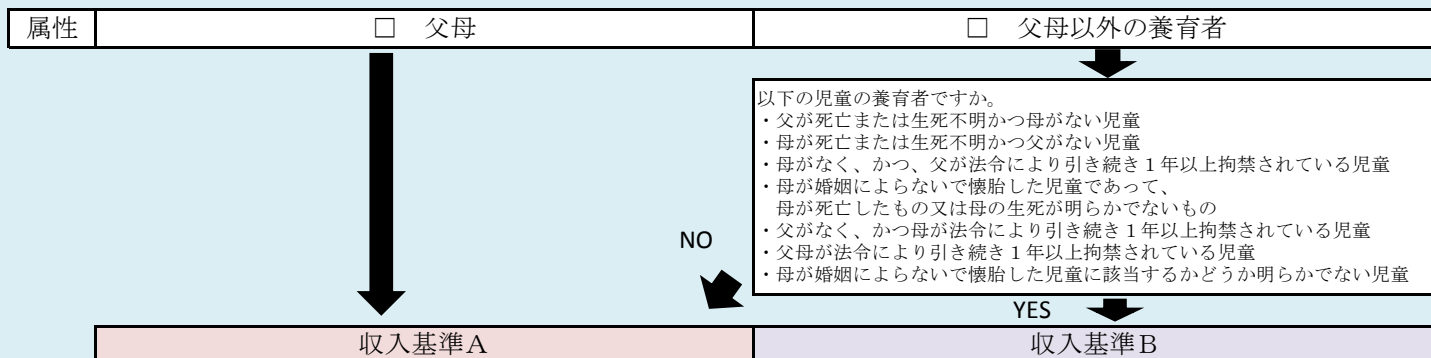 属性 □ 父母 □ 父母以外の養育者
以下の児童の養育者ですか。
・父が死亡または生死不明かつ母がない児童
・母が死亡または生死不明かつ父がない児童
・母がなく、かつ、父が法令により引き続き１年以上拘禁されている児童
・母が婚姻によらないで懐胎した児童であって、
母が死亡したもの又は母の生死が明らかでないもの
・父がなく、かつ母が法令により引き続き１年以上拘禁されている児童
・父母が法令により引き続き１年以上拘禁されている児童
・母が婚姻によらないで懐胎した児童に該当するかどうか明らかでない児童
NO
YES
収入基準Ａ 収入基準Ｂ